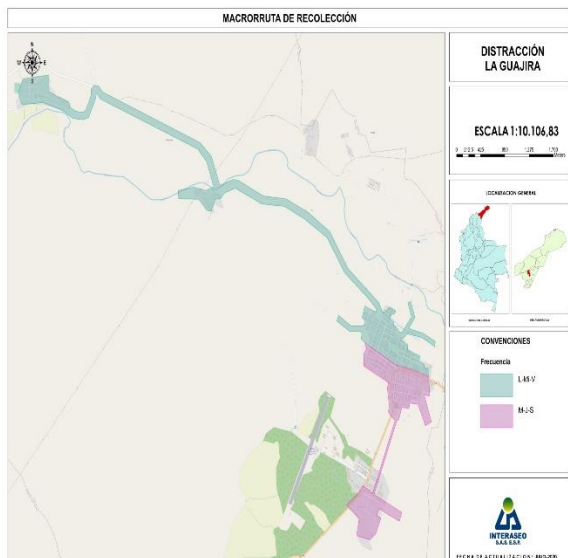 MACRORRUTA DE RECOLECCIÓN
N
W
E
S
DISTRACCIÓN
LA GUAJIRA
ESCALA 1:10.106,83
LOCALIZACION GENERAL
CONVENCIONES
Frecuencia
L-MI-V
M-J-S
INTERASEO
S.A.S. E.S.P.